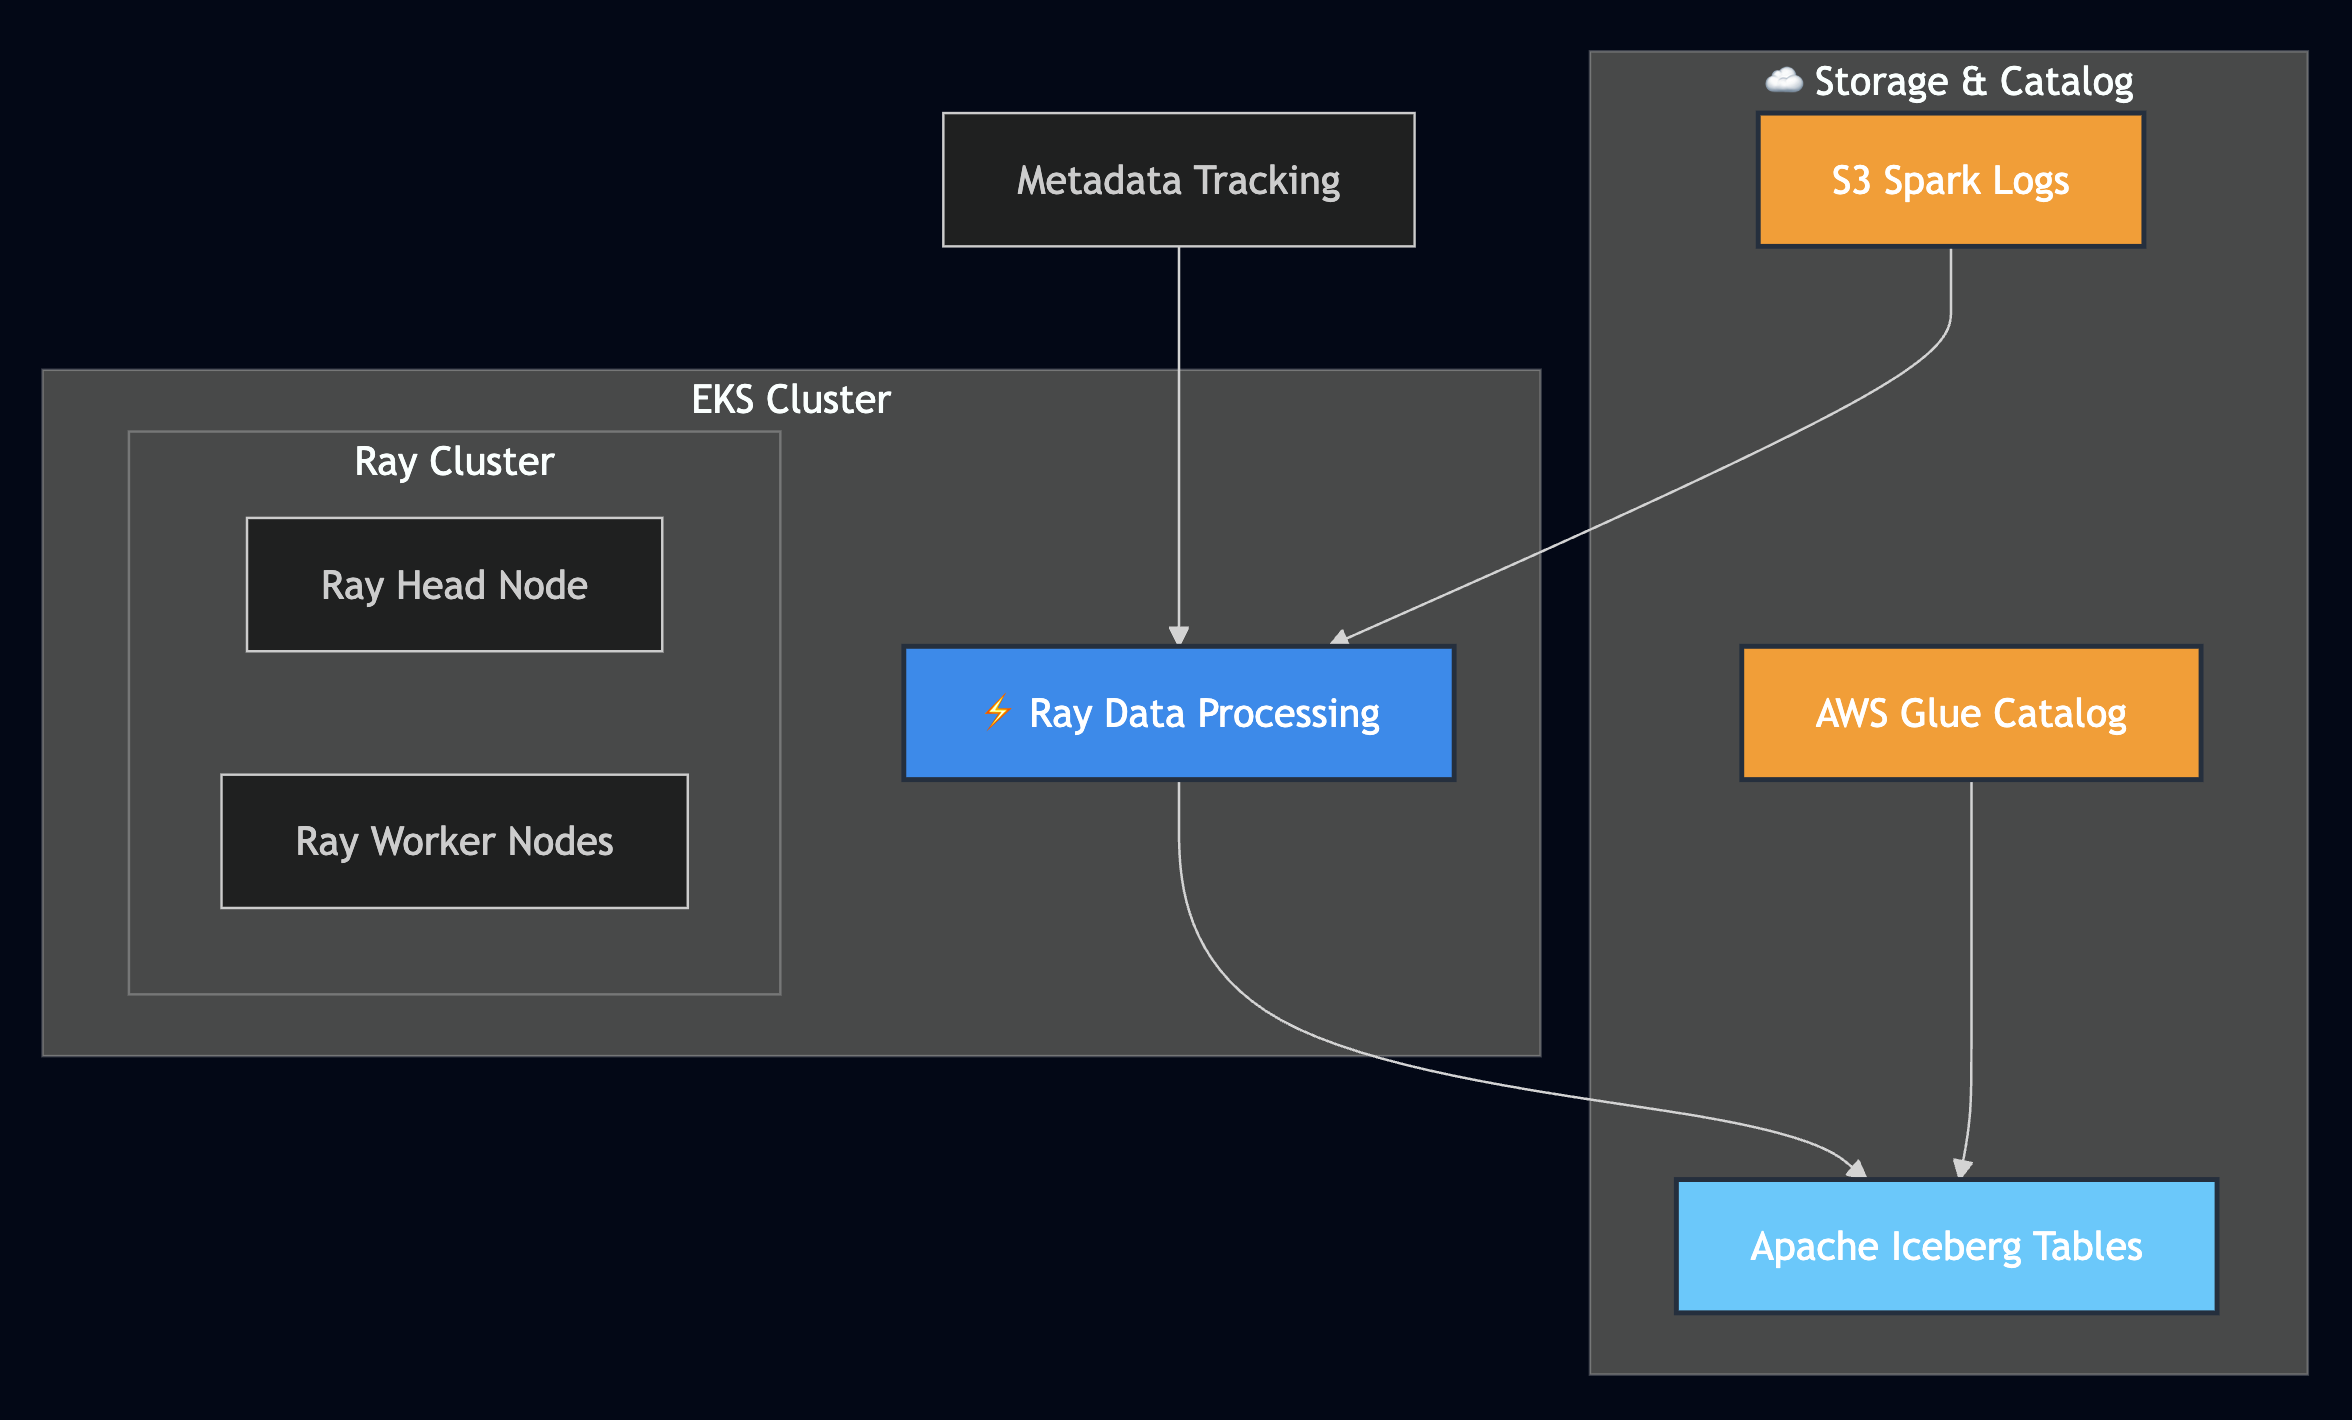 ☁️ Storage & Catalog
Metadata Tracking
S3 Spark Logs
EKS Cluster
Ray Cluster
Ray Head Node
⚡ Ray Data Processing
AWS Glue Catalog
Ray Worker Nodes
Apache Iceberg Tables